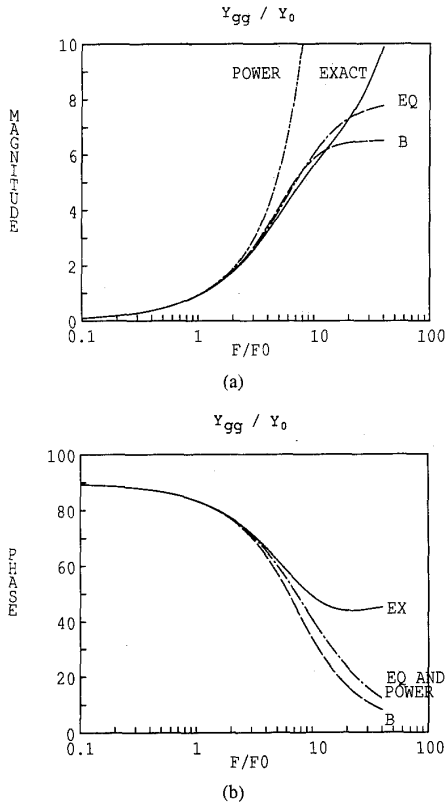 Ygg / Y0
10
POWER
EXACT
EQ
B
8
6
4
2
0
MAGNITUDE
0.1
1
10
100
F/F0
(a)
Ygg / Y0
100
80
60
40
20
0
PHASE
EX
EQ AND
POWER
B
0.1
1
10
100
F/F0
(b)